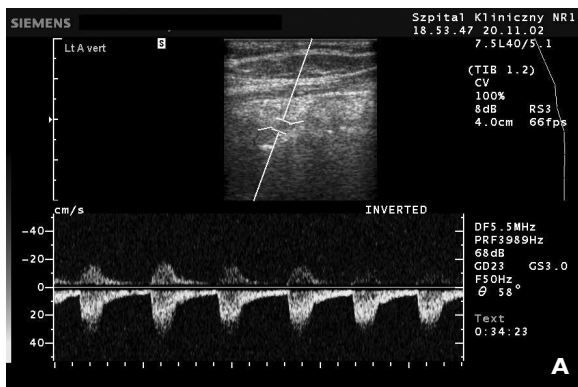 SIEMENS
Szpital Kliniczny NR1
18.53.47 20.11.02
Lt A vert
S
7.5L40/5.1
(TIB 1.2)
CV
100%
8dB RS3
4.0cm 66fps
cm/s
INVERTED
-40
-20
0
20
40
DF5.5MHz
PRF3989Hz
68dB
GD23 GS3.0
F50Hz
θ 58°
Text
0:34:23
A